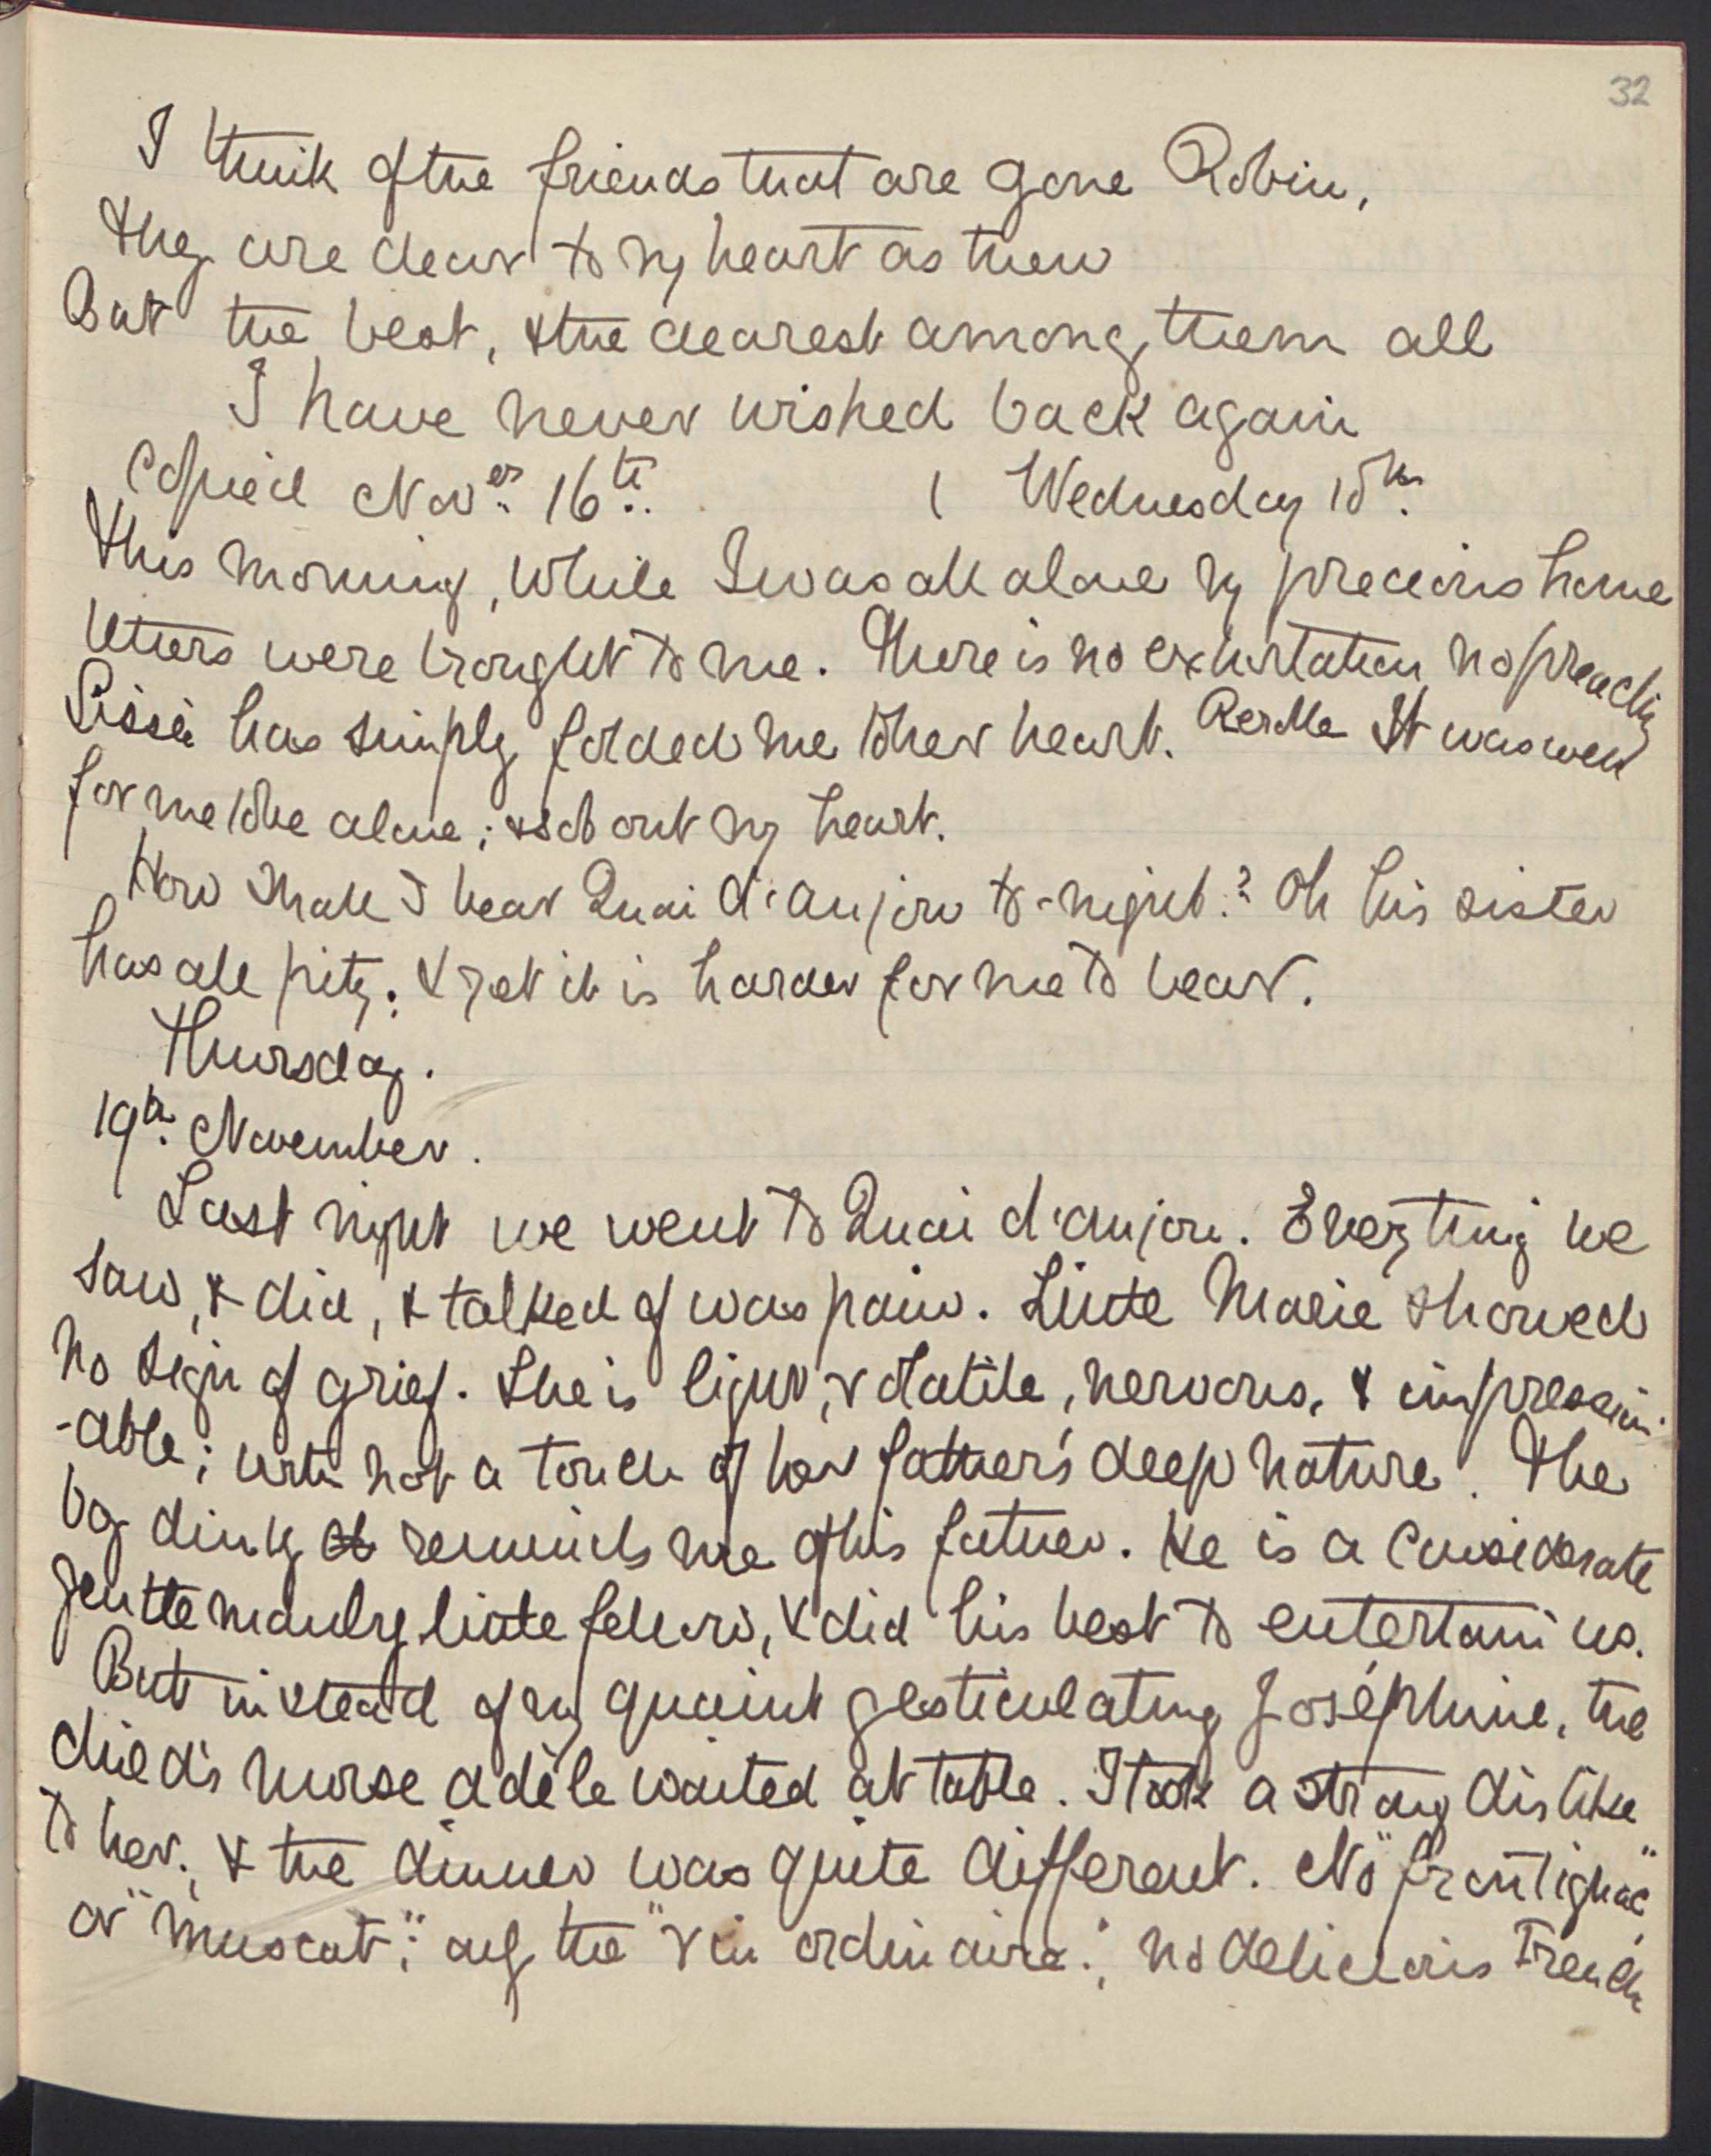 32
I think of the friends that are gone Robin,
They are dear to my heart as then
But the best, & the dearest among them all
I have never wished back again
Copied Nov.er 16th. ( Wednesday 18th.
This morning, while I was all alone my precious home
letters were brought to me. There is no exhortation no preaching
Lissie has simply folded me to her heart. It was well
for me to be alone; & sob out my heart.
How shall I bear Quai d'anjou to-night? Oh his sister
has all pity; & yet it is harder for me to bear.
Thursday.
19th. November.
Last night we went to Quai d'anjou. Everything we
saw, & did, & talked of was pain. Little Marie showed
no sign of grief. She is light, volatile, nervous, & impression
-able; with not a touch of her father's deep nature. The
boy dimly reminds me of his father. He is a considerate
gentlemanly little fellow, & did his best to entertain us.
But instead of my quaint gesticulating Joséphine, the
child's nurse adèle waited at table. I took a strong dislike
to her; & the dinner was quite different. No "frontignac"
or "muscat"; only the "vin ordinaire"; no delicious French